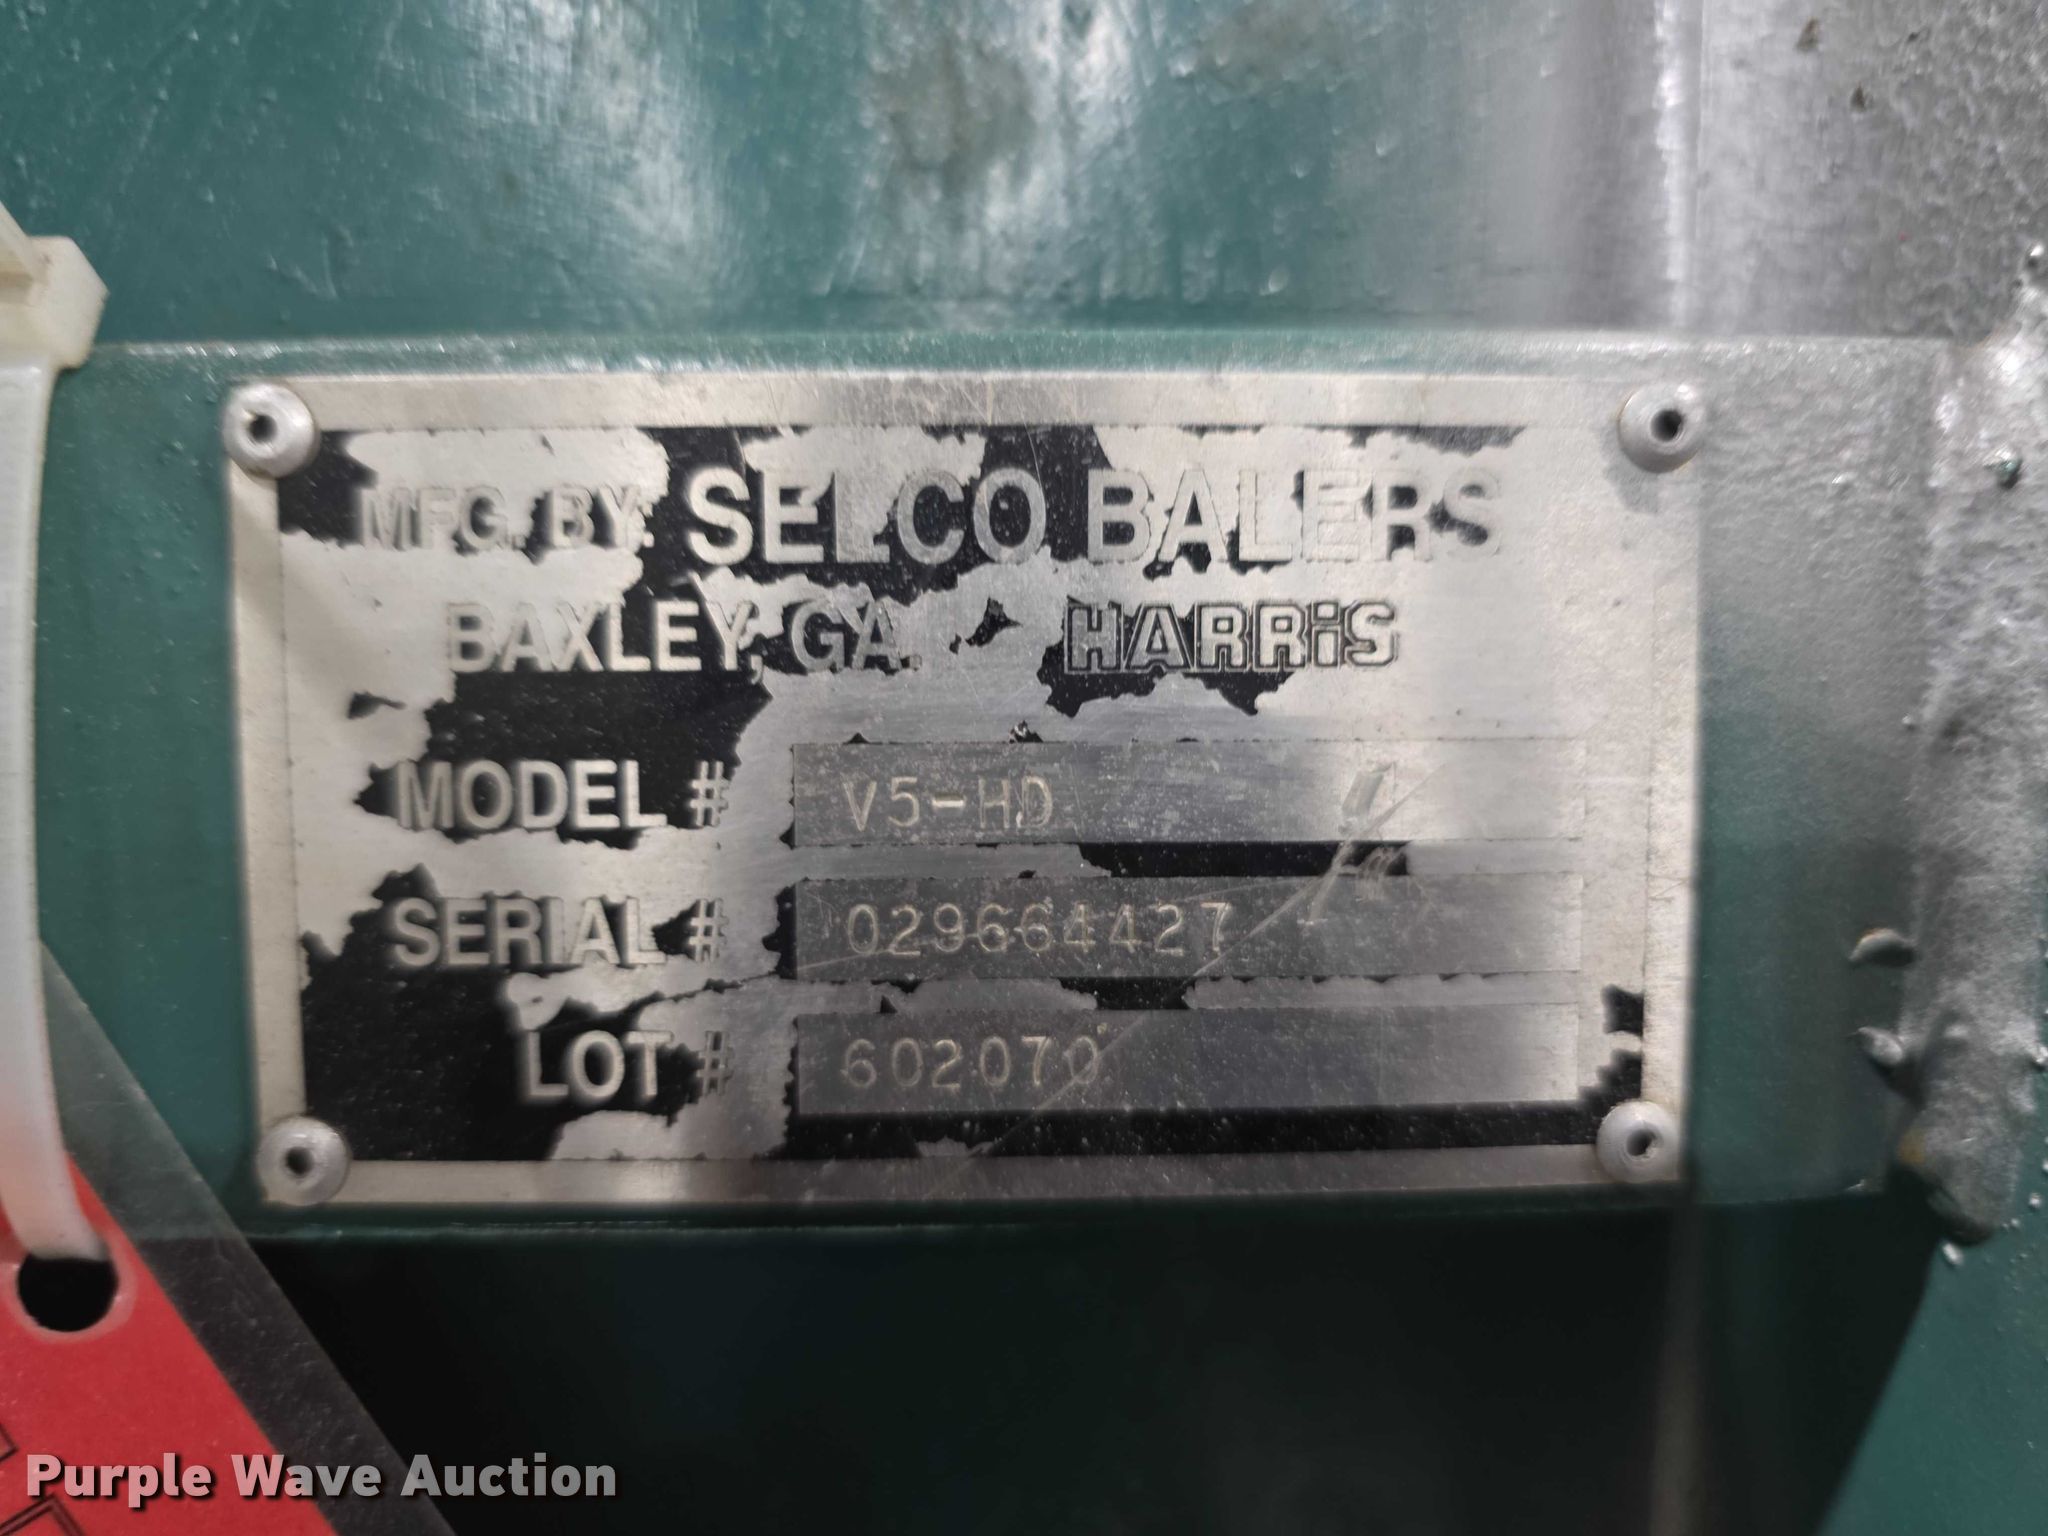 MFG. BY. SELCO BALERS
BAXLEY, GA. HARRiS
MODEL # V5-HD
SERIAL # 029664427
LOT # 602070
Purple Wave Auction